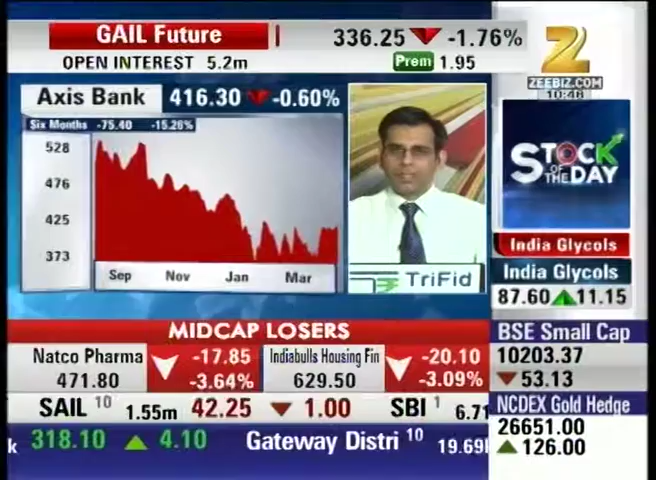 GAIL Future
336.25 -1.76%
OPEN INTEREST 5.2m
Prem 1.95
Z
ZEEBIZ.COM
10:48
Axis Bank 416.30 -0.60%
Six Months -75.40 -15.26%
528
476
425
373
Sep Nov Jan Mar
TriFid
STOCK
OF THE DAY
India Glycols
India Glycols
87.60 11.15
MIDCAP LOSERS
Natco Pharma -17.85
471.80 -3.64%
Indiabulls Housing Fin -20.10
629.50 -3.09%
BSE Small Cap
10203.37
53.13
SAIL 10 1.55m 42.25 1.00 SBI 1 6.71
NCDEX Gold Hedge
26651.00
126.00
k 318.10 4.10 Gateway Distri 10 19.69k